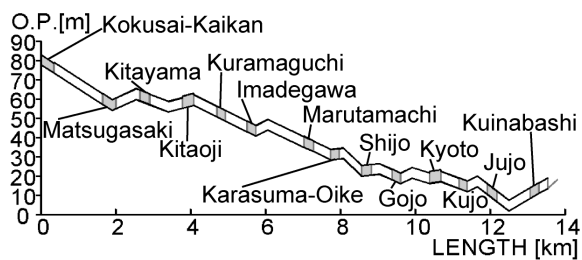 O.P.[m]
Kokusai-Kaikan
90
80
70
60
50
40
30
20
10
0
Kitayama
Kuramaguchi
Imadegawa
Marutamachi
Matsugasaki
Kitaoji
Shijo
Kyoto
Kuinabashi
Jujo
Karasuma-Oike
Gojo
Kujo
0 2 4 6 8 10 12 14
LENGTH [km]